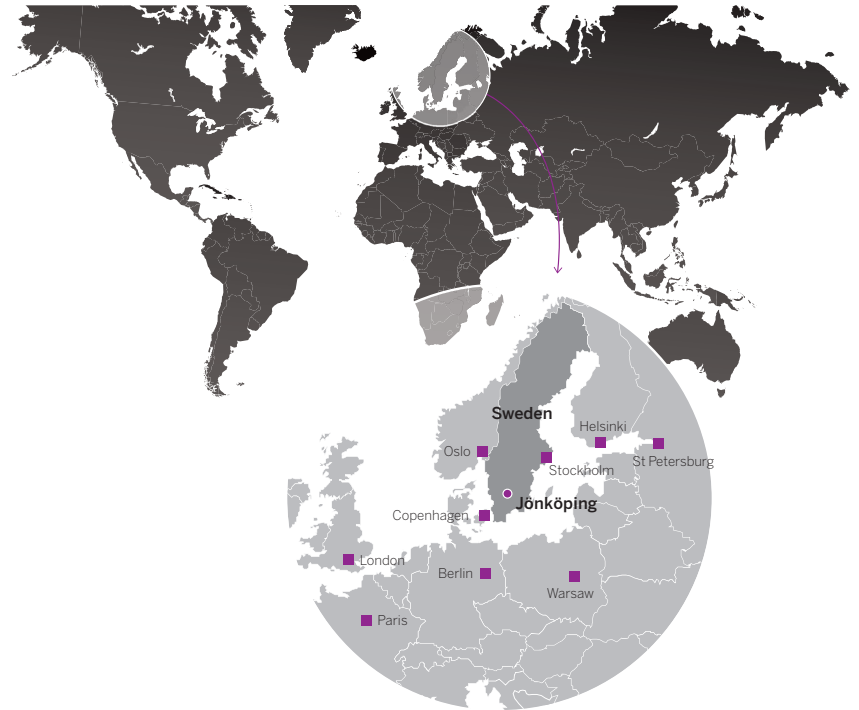 Sweden
Helsinki
Oslo
St Petersburg
Stockholm
Jönköping
Copenhagen
London
Berlin
Warsaw
Paris